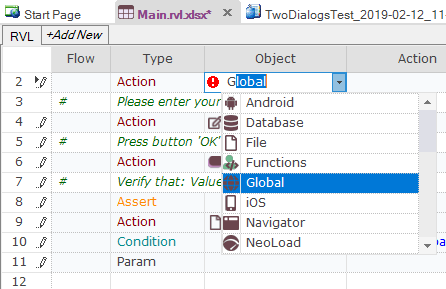 Start Page Main.rvl.xlsx* TwoDialogsTest_2019-02-12_11-
RVL +Add New
Flow Type Object Action
2 Action Global
3 # Please enter your
4 Action
5 # Press button 'OK'
6 Action
7 # Verify that: Value
8 Assert
9 Action
10 Condition
11 Param
Android
Database
File
Functions
Global
iOS
Navigator
NeoLoad